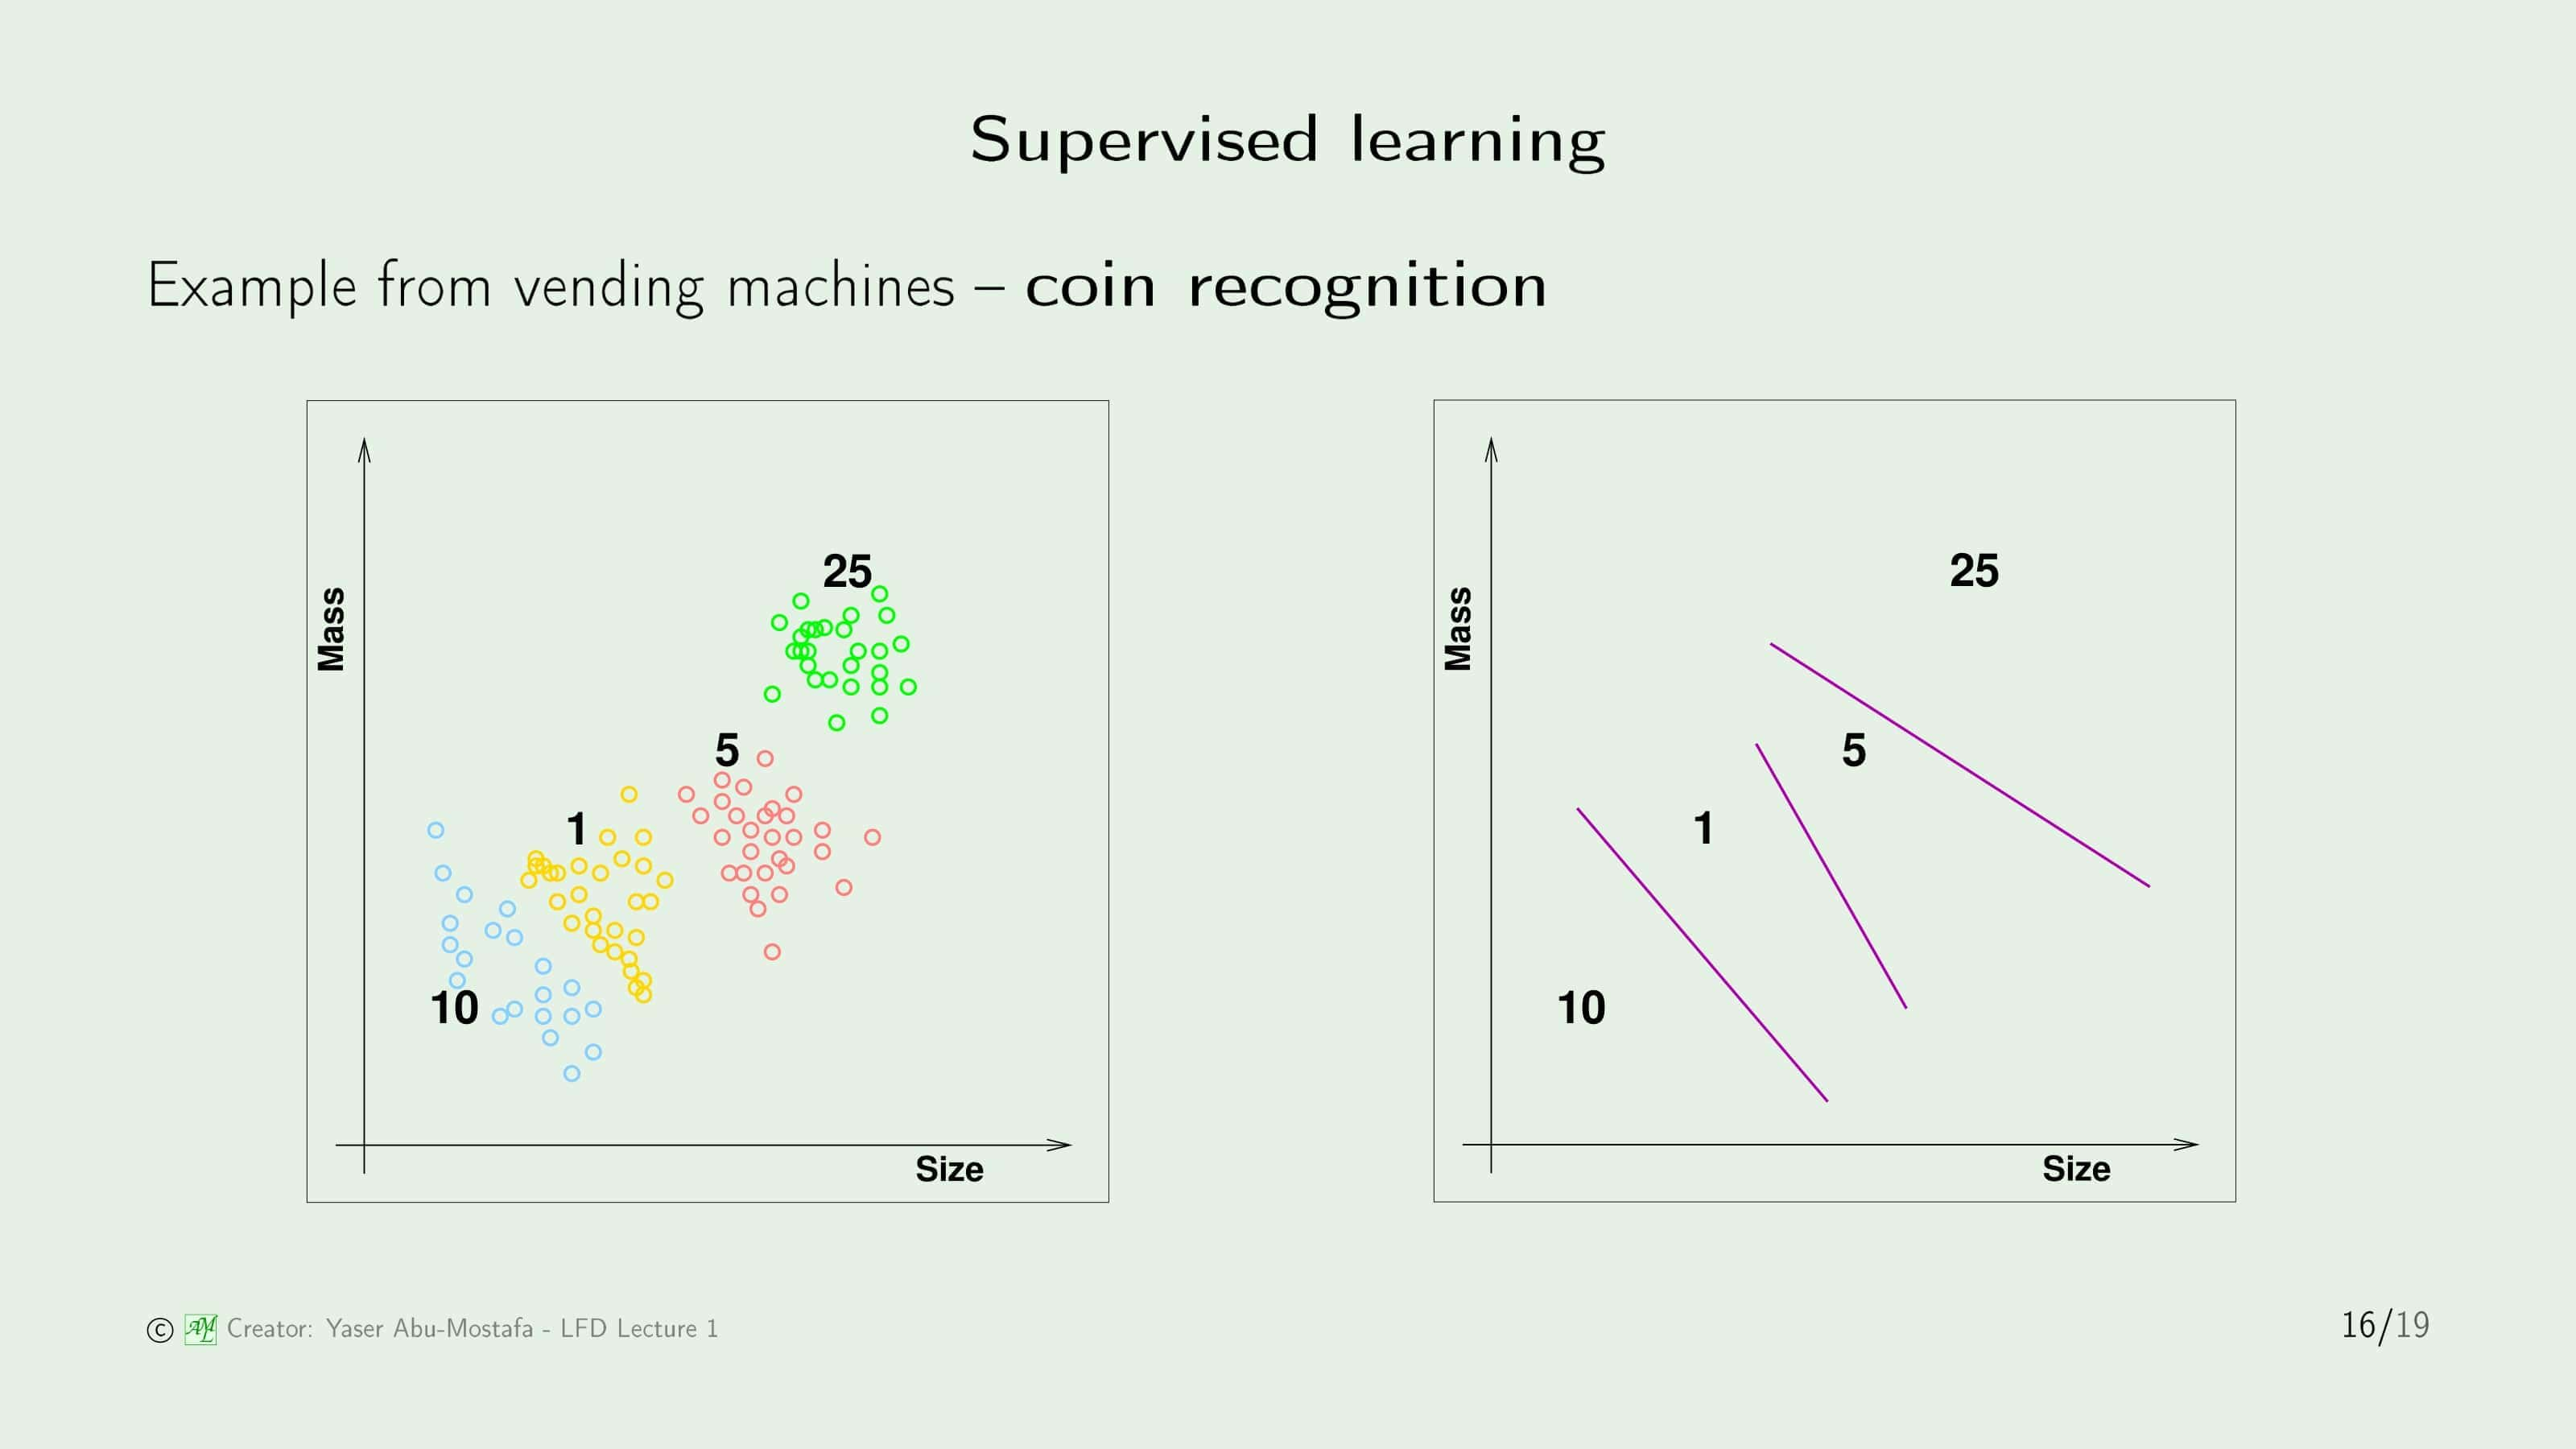 Supervised learning
Example from vending machines – coin recognition
Mass
25
5
1
10
Size
Mass
25
5
1
10
Size
© AML Creator: Yaser Abu-Mostafa - LFD Lecture 1
16/19